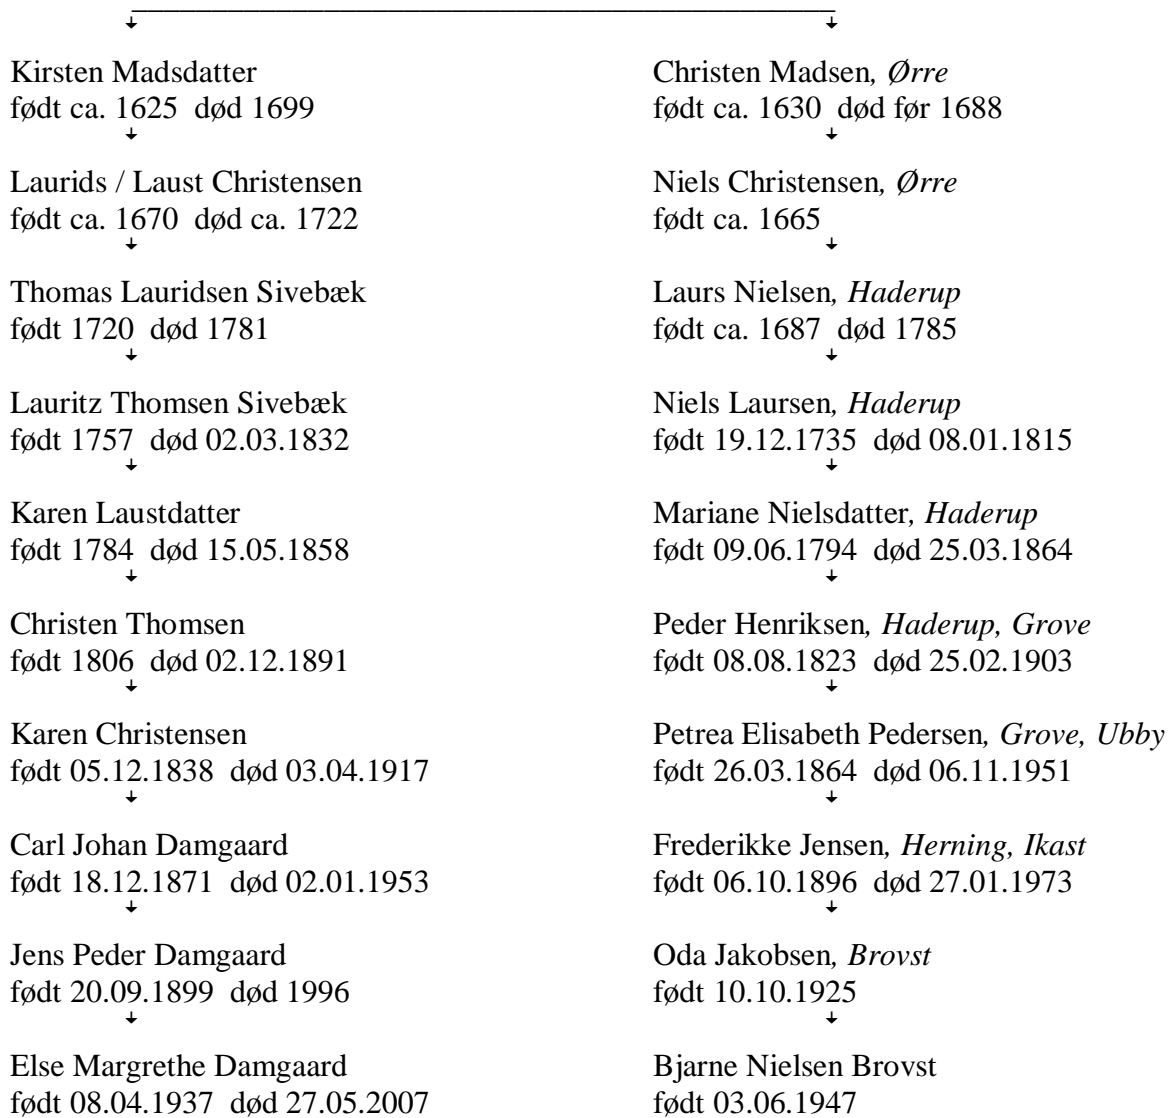 Kirsten Madsdatter
født ca. 1625 død 1699
Laurids / Laust Christensen
født ca. 1670 død ca. 1722
Thomas Lauridsen Sivebæk
født 1720 død 1781
Lauritz Thomsen Sivebæk
født 1757 død 02.03.1832
Karen Laustdatter
født 1784 død 15.05.1858
Christen Thomsen
født 1806 død 02.12.1891
Karen Christensen
født 05.12.1838 død 03.04.1917
Carl Johan Damgaard
født 18.12.1871 død 02.01.1953
Jens Peder Damgaard
født 20.09.1899 død 1996
Else Margrethe Damgaard
født 08.04.1937 død 27.05.2007
Christen Madsen, Ørre
født ca. 1630 død før 1688
Niels Christensen, Ørre
født ca. 1665
Laurs Nielsen, Haderup
født ca. 1687 død 1785
Niels Laursen, Haderup
født 19.12.1735 død 08.01.1815
Mariane Nielsdatter, Haderup
født 09.06.1794 død 25.03.1864
Peder Henriksen, Haderup, Grove
født 08.08.1823 død 25.02.1903
Petrea Elisabeth Pedersen, Grove, Ubby
født 26.03.1864 død 06.11.1951
Frederikke Jensen, Herning, Ikast
født 06.10.1896 død 27.01.1973
Oda Jakobsen, Brovst
født 10.10.1925
Bjarne Nielsen Brovst
født 03.06.1947